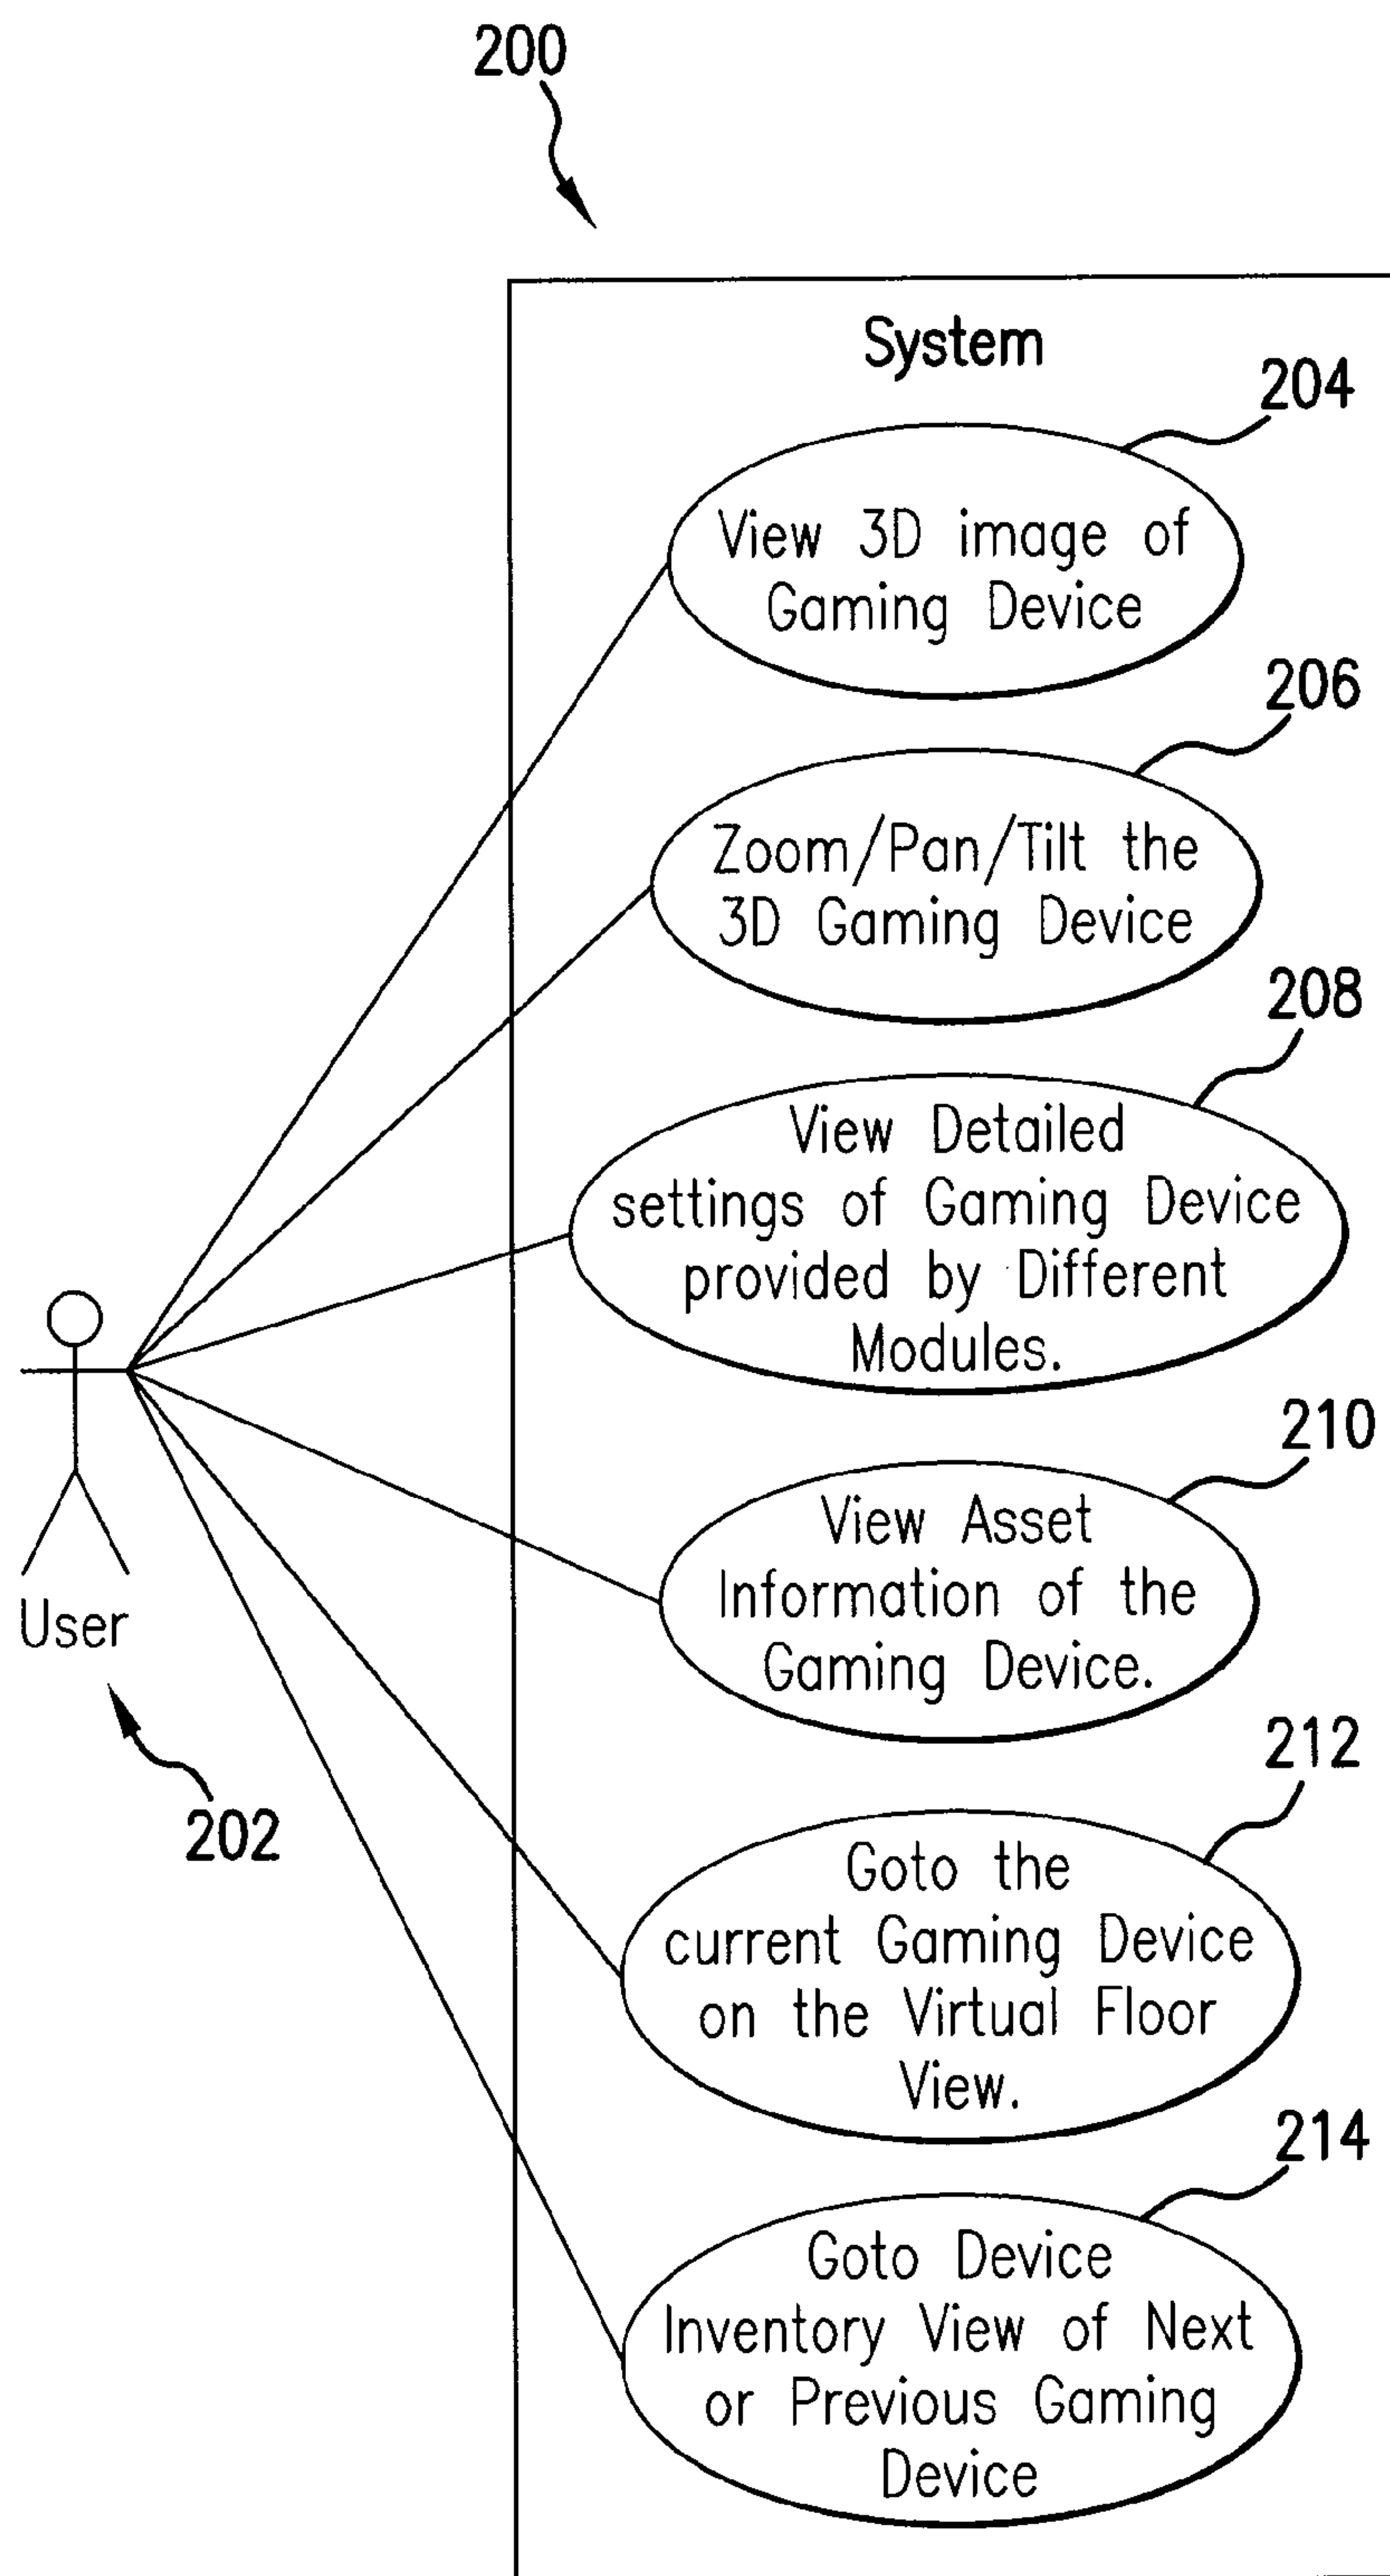 200
System
204
View 3D image of
Gaming Device
206
Zoom/Pan/Tilt the
3D Gaming Device
208
View Detailed
settings of Gaming Device
provided by Different
Modules.
210
View Asset
Information of the
Gaming Device.
User
202
212
Goto the
current Gaming Device
on the Virtual Floor
View.
214
Goto Device
Inventory View of Next
or Previous Gaming
Device